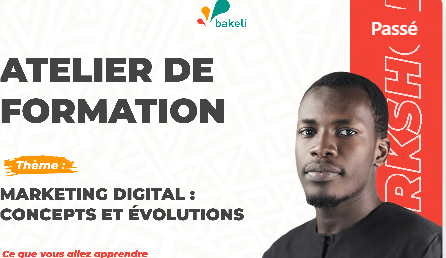 bakeli
Passé
ATELIER DE
FORMATION
Thème :
MARKETING DIGITAL :
CONCEPTS ET ÉVOLUTIONS
Ce que vous allez apprendre